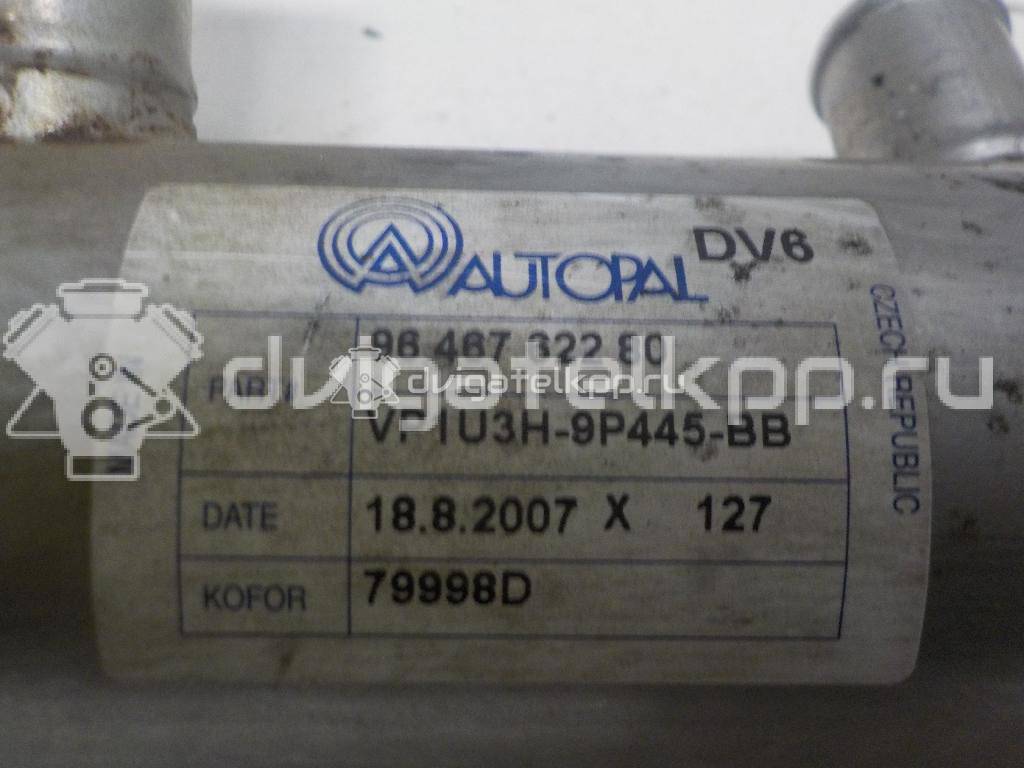 AUTOPAL DV6
96 467 322 80
PART
VP1U3H-9P445-BB
DATE 18.8.2007 X 127
KOFOR 79998D
CZECH REPUBLIC
dvigatelkpp.ru
dvigatelkpp.ru